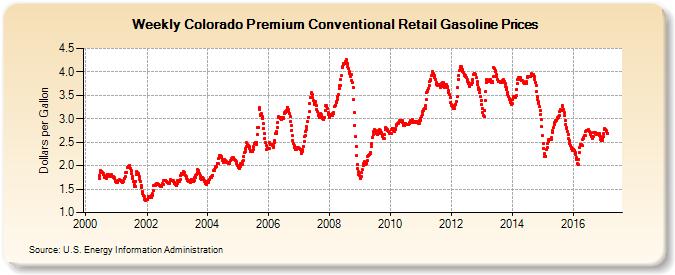 Weekly Colorado Premium Conventional Retail Gasoline Prices
Dollars per Gallon
4.5
4.0
3.5
3.0
2.5
2.0
1.5
1.0
2000 2002 2004 2006 2008 2010 2012 2014 2016
Source: U.S. Energy Information Administration